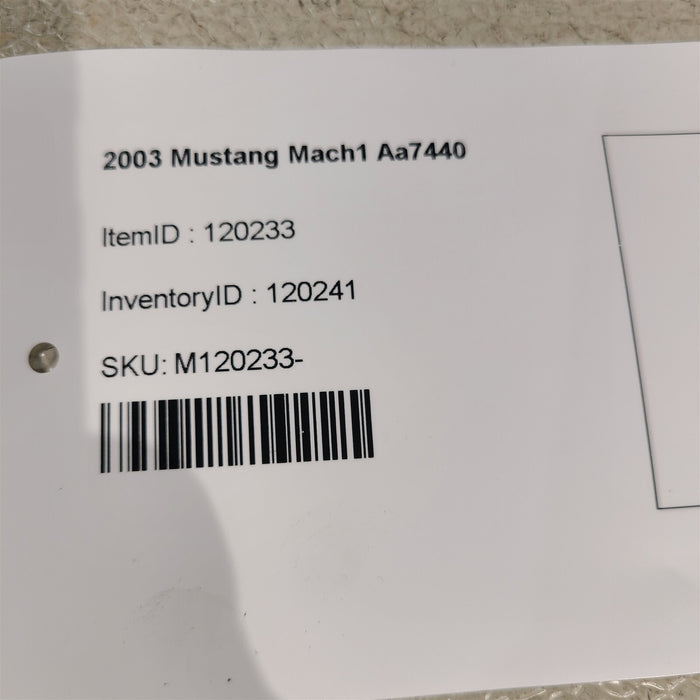 2003 Mustang Mach1 Aa7440
ItemID : 120233
InventoryID : 120241
SKU: M120233-